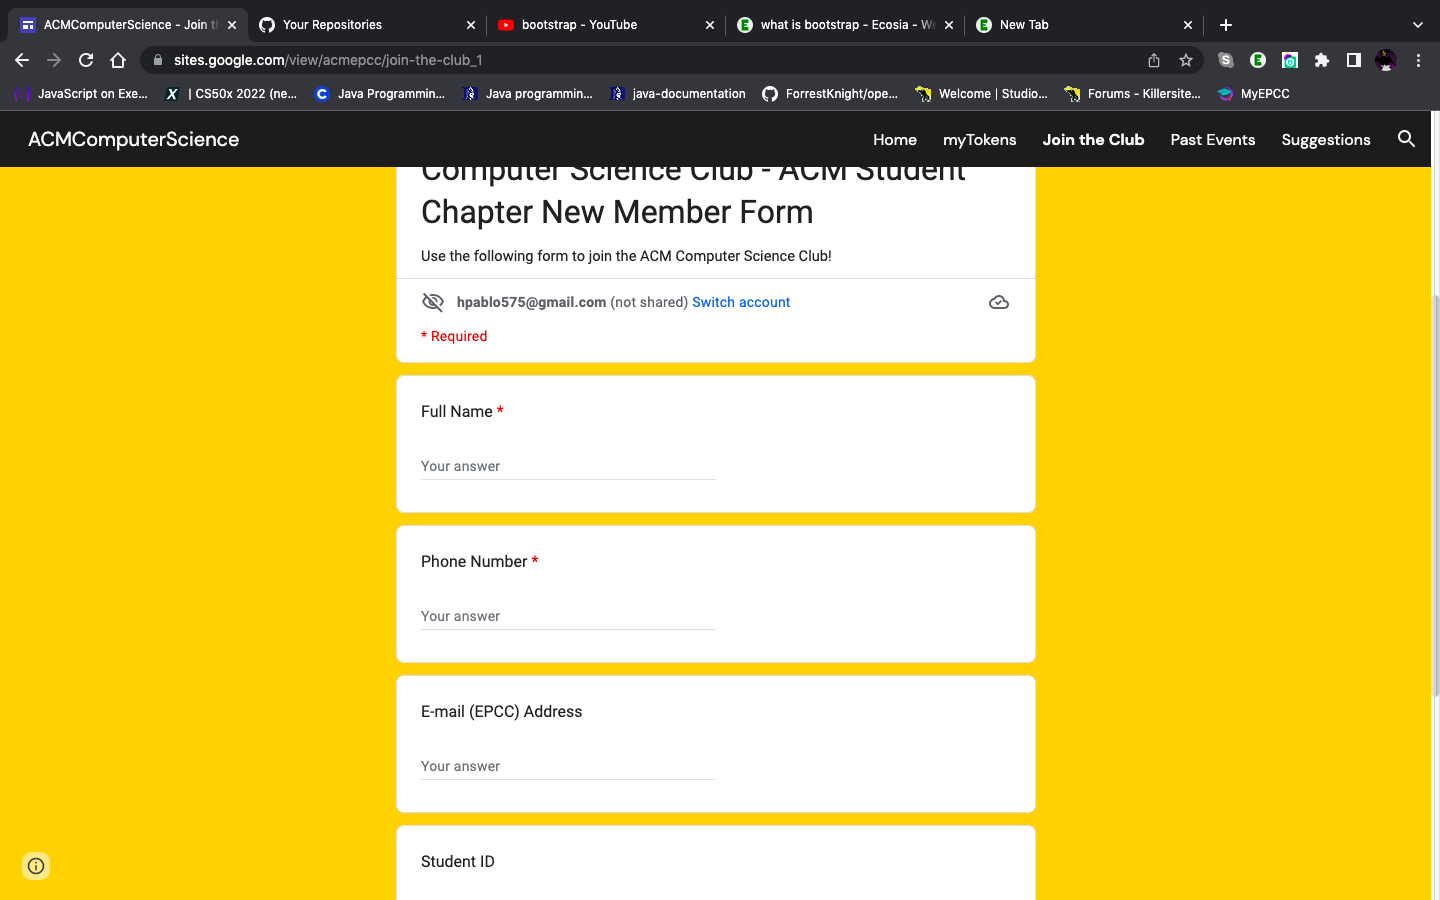 ACMComputerScience - Join th
Your Repositories
bootstrap - YouTube
what is bootstrap - Ecosia - We
New Tab
sites.google.com/view/acmepcc/join-the-club_1
JavaScript on Exe...
| CS50x 2022 (ne...
Java Programmin...
Java programmin...
java-documentation
ForrestKnight/ope...
Welcome | Studio...
Forums - Killersite...
MyEPCC
ACMComputerScience
Home
myTokens
Join the Club
Past Events
Suggestions
Computer Science Club - ACM Student
Chapter New Member Form
Use the following form to join the ACM Computer Science Club!
hpablo575@gmail.com (not shared) Switch account
* Required
Full Name *
Your answer
Phone Number *
Your answer
E-mail (EPCC) Address
Your answer
Student ID